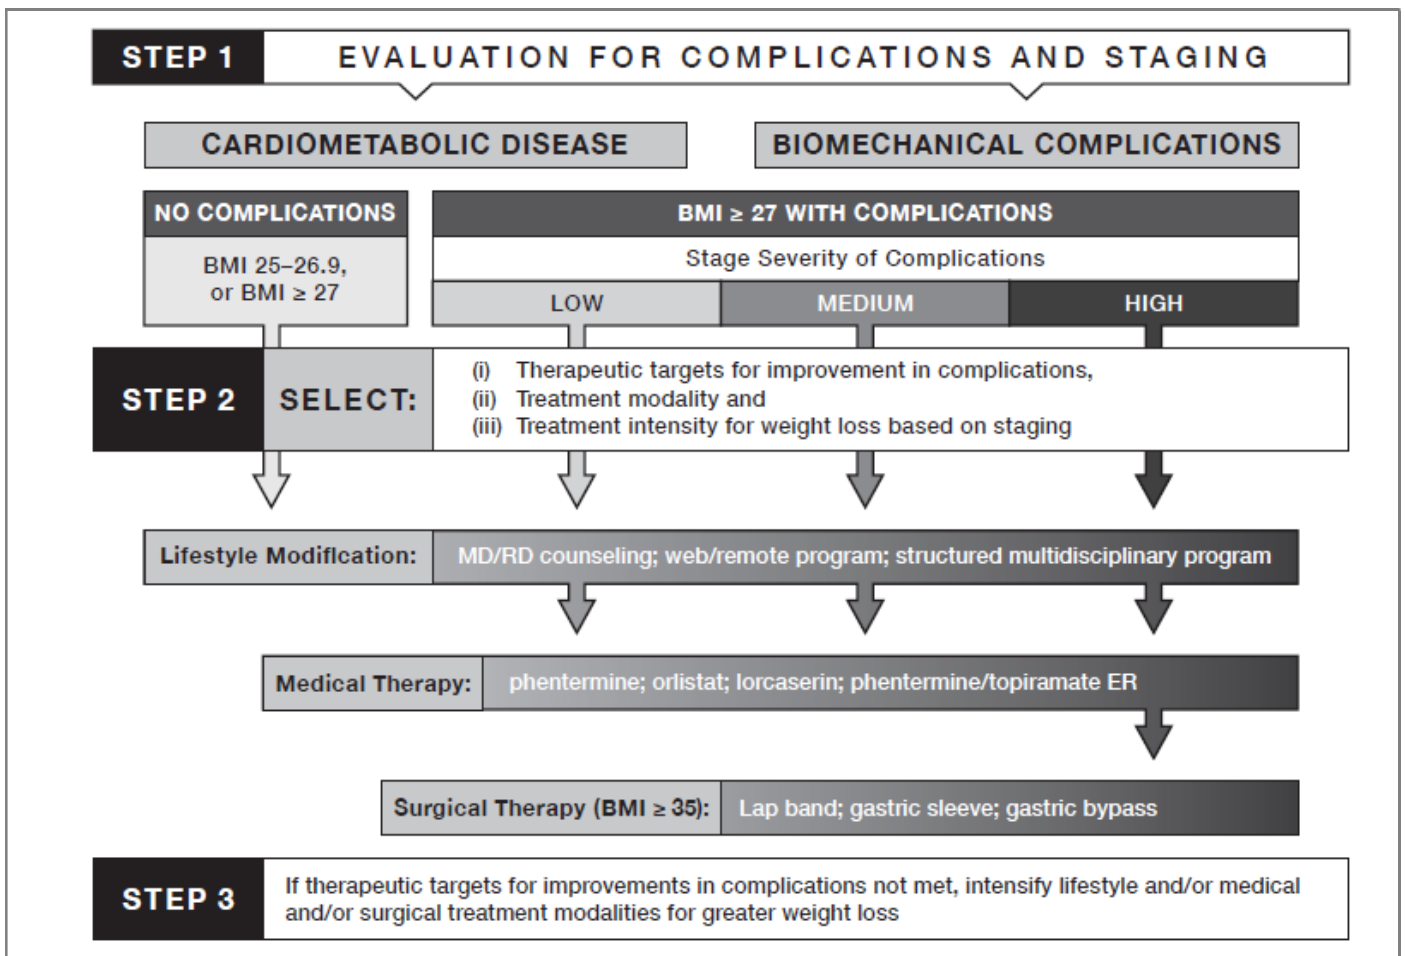 STEP 1
EVALUATION FOR COMPLICATIONS AND STAGING
CARDIOMETABOLIC DISEASE
BIOMECHANICAL COMPLICATIONS
NO COMPLICATIONS
BMI 25–26.9,
or BMI ≥ 27
BMI ≥ 27 WITH COMPLICATIONS
Stage Severity of Complications
LOW
MEDIUM
HIGH
STEP 2
SELECT:
(i) Therapeutic targets for improvement in complications,
(ii) Treatment modality and
(iii) Treatment intensity for weight loss based on staging
Lifestyle Modification:
MD/RD counseling; web/remote program; structured multidisciplinary program
Medical Therapy:
phentermine; orlistat; lorcaserin; phentermine/topiramate ER
Surgical Therapy (BMI ≥ 35):
Lap band; gastric sleeve; gastric bypass
STEP 3
If therapeutic targets for improvements in complications not met, intensify lifestyle and/or medical
and/or surgical treatment modalities for greater weight loss